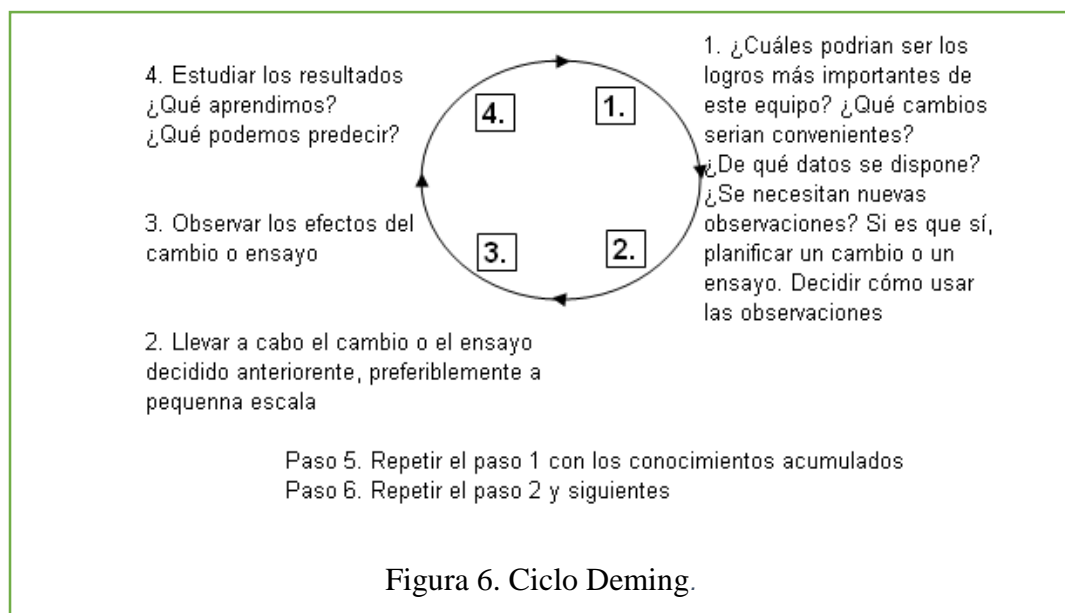 4. Estudiar los resultados
¿Qué aprendimos?
¿Qué podemos predecir?
4.
1.
1. ¿Cuáles podrian ser los
logros más importantes de
este equipo? ¿Qué cambios
serian convenientes?
¿De qué datos se dispone?
¿Se necesitan nuevas
observaciones? Si es que sí,
planificar un cambio o un
ensayo. Decidir cómo usar
las observaciones
3. Observar los efectos del
cambio o ensayo
3.
2.
2. Llevar a cabo el cambio o el ensayo
decidido anteriorente, preferiblemente a
pequenna escala
Paso 5. Repetir el paso 1 con los conocimientos acumulados
Paso 6. Repetir el paso 2 y siguientes
Figura 6. Ciclo Deming.